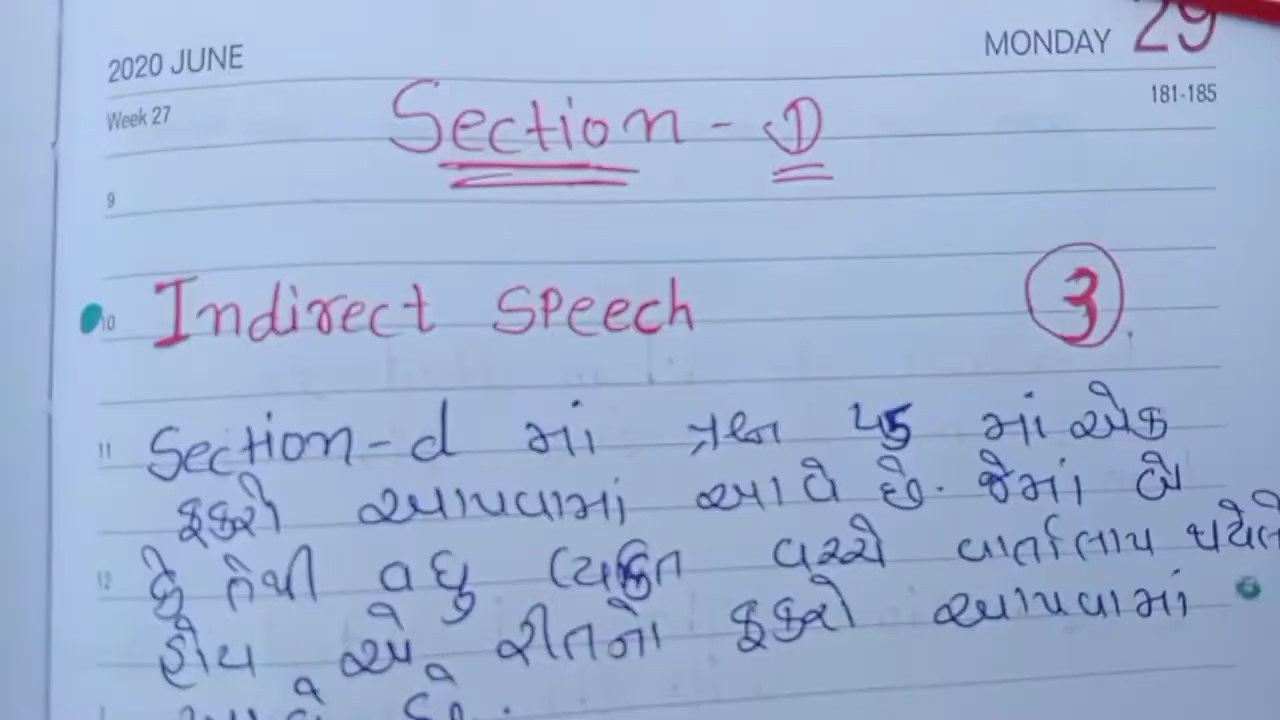 2020 JUNE
MONDAY 29
Week 27
181-185
Section - D
9
10 Indirect Speech 3
11 Section-d માં પ્રશ્ન 45 માં એક
ફકરો આપવામાં આવે છે. જેમાં બે
12 કે તેથી વધુ વ્યકિત વચ્ચે વાર્તાલાપ થયેલો
હોય એ રીતનો ફકરો આપવામાં
આવે છે.